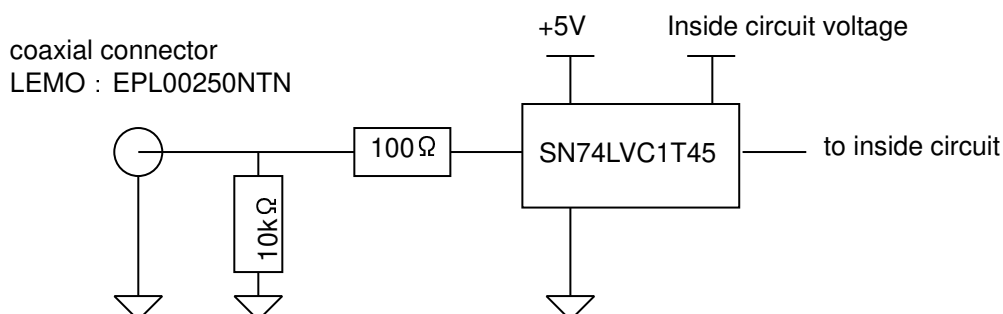 +5V
Inside circuit voltage
coaxial connector
LEMO : EPL00250NTN
100Ω
SN74LVC1T45
to inside circuit
10kΩ